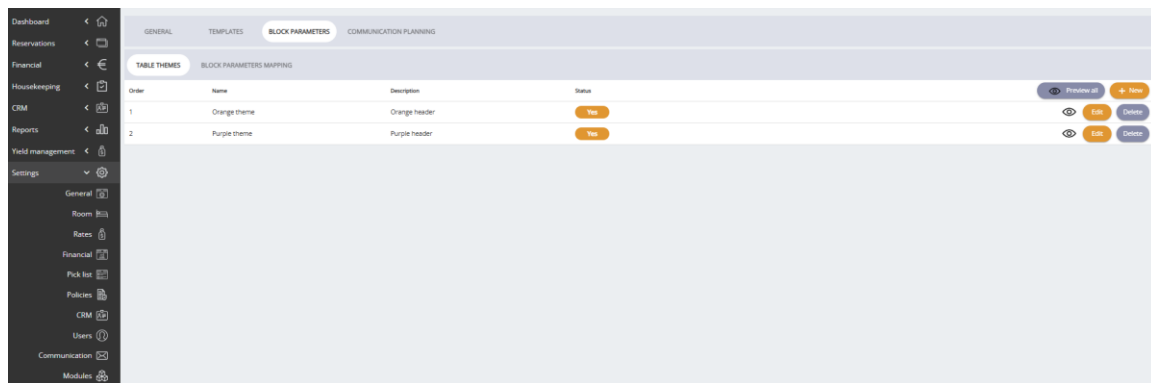 Dashboard
Reservations
Financial
Housekeeping
CRM
Reports
Yield management
Settings
General
Room
Rates
Financial
Pick list
Policies
CRM
Users
Communication
Modules
GENERAL TEMPLATES BLOCK PARAMETERS COMMUNICATION PLANNING
TABLE THEMES BLOCK PARAMETERS MAPPING
Order Name Description Status Preview all + New
1 Orange theme Orange header Yes Edit Delete
2 Purple theme Purple header Yes Edit Delete